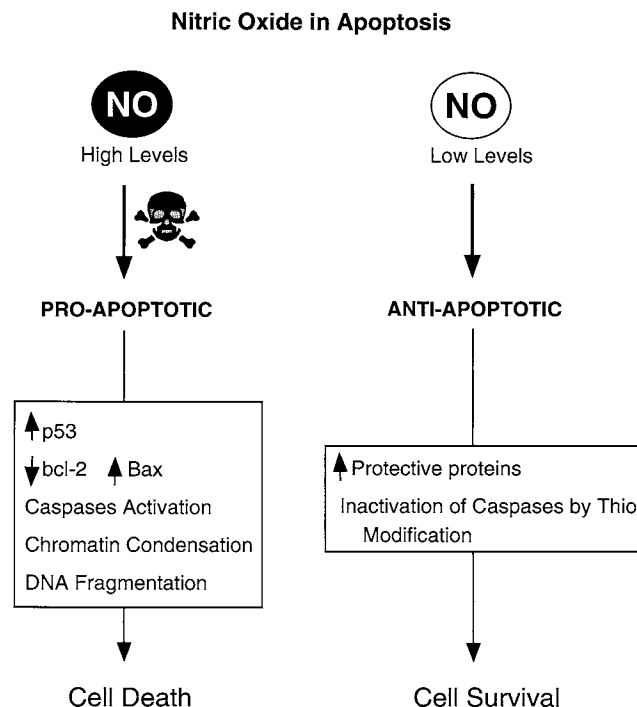 Nitric Oxide in Apoptosis
NO
High Levels
PRO-APOPTOTIC
p53
bcl-2 Bax
Caspases Activation
Chromatin Condensation
DNA Fragmentation
Cell Death
NO
Low Levels
ANTI-APOPTOTIC
Protective proteins
Inactivation of Caspases by Thio
Modification
Cell Survival